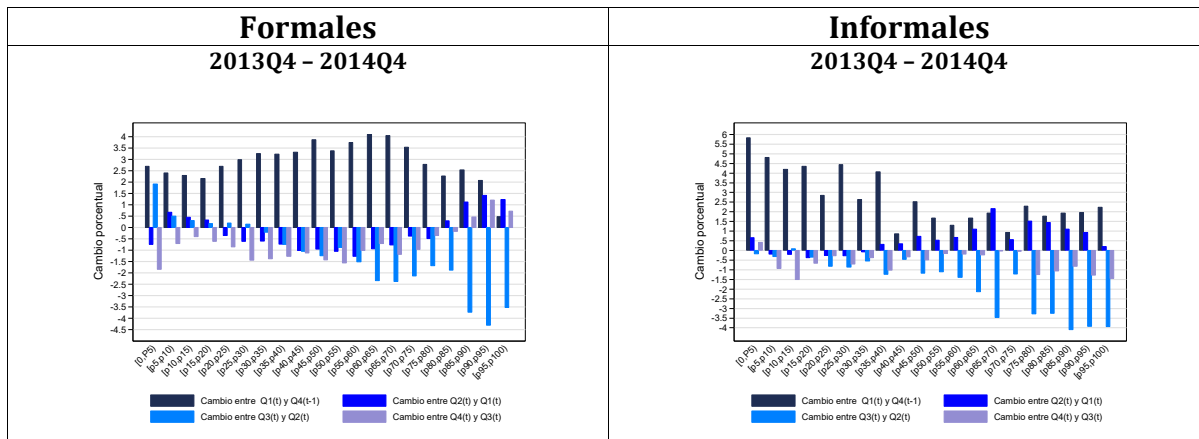 Formales
Informales
2013Q4 – 2014Q4
2013Q4 – 2014Q4
Cambio porcentual
4
3.5
3
2.5
2
1.5
1
.5
0
-.5
-1
-1.5
-2
-2.5
-3
-3.5
-4
-4.5
[0,P5)
[p5,p10)
[p10,p15)
[p15,p20)
[p20,p25)
[p25,p30)
[p30,p35)
[p35,p40)
[p40,p45)
[p45,p50)
[p50,p55)
[p55,p60)
[p60,p65)
[p65,p70)
[p70,p75)
[p75,p80)
[p80,p85)
[p85,p90)
[p90,p95)
[p95,p100)
Cambio entre Q1(t) y Q4(t-1)
Cambio entre Q2(t) y Q1(t)
Cambio entre Q3(t) y Q2(t)
Cambio entre Q4(t) y Q3(t)
Cambio porcentual
6
5.5
5
4.5
4
3.5
3
2.5
2
1.5
1
.5
0
-.5
-1
-1.5
-2
-2.5
-3
-3.5
-4
[0,P5)
[p5,p10)
[p10,p15)
[p15,p20)
[p20,p25)
[p25,p30)
[p30,p35)
[p35,p40)
[p40,p45)
[p45,p50)
[p50,p55)
[p55,p60)
[p60,p65)
[p65,p70)
[p70,p75)
[p75,p80)
[p80,p85)
[p85,p90)
[p90,p95)
[p95,p100)
Cambio entre Q1(t) y Q4(t-1)
Cambio entre Q2(t) y Q1(t)
Cambio entre Q3(t) y Q2(t)
Cambio entre Q4(t) y Q3(t)